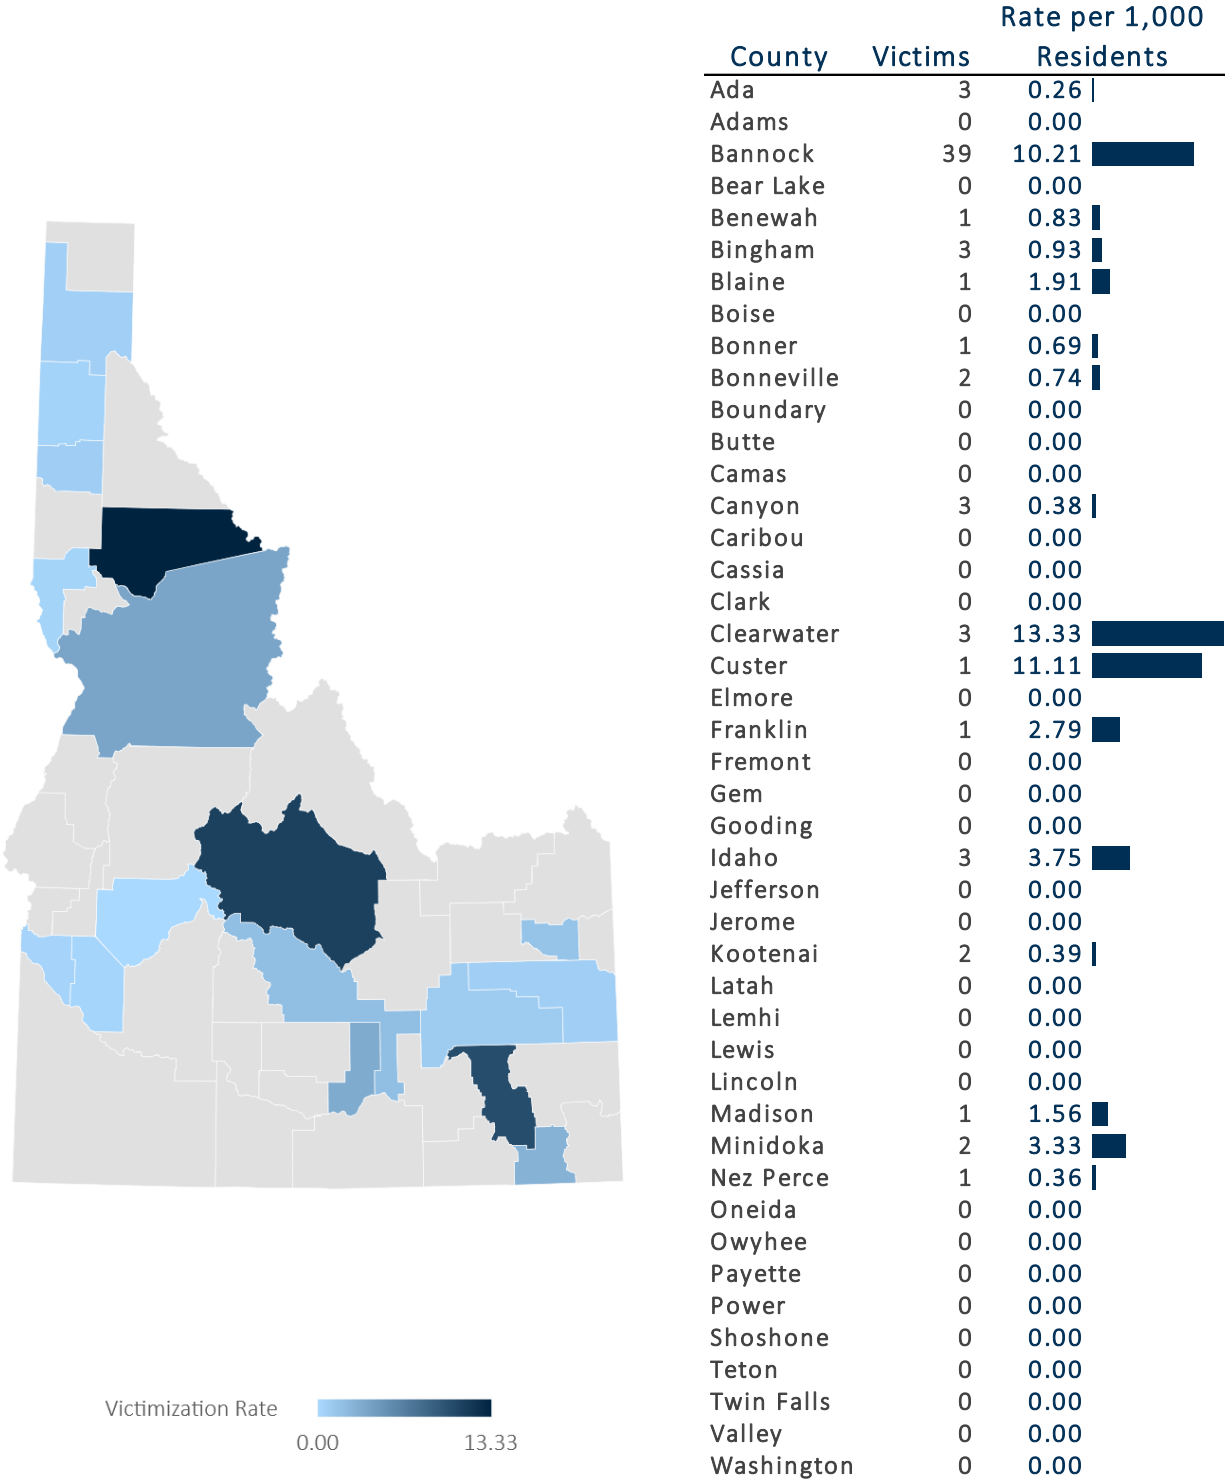 Rate per 1,000
County Victims Residents
Ada 3 0.26
Adams 0 0.00
Bannock 39 10.21
Bear Lake 0 0.00
Benewah 1 0.83
Bingham 3 0.93
Blaine 1 1.91
Boise 0 0.00
Bonner 1 0.69
Bonneville 2 0.74
Boundary 0 0.00
Butte 0 0.00
Camas 0 0.00
Canyon 3 0.38
Caribou 0 0.00
Cassia 0 0.00
Clark 0 0.00
Clearwater 3 13.33
Custer 1 11.11
Elmore 0 0.00
Franklin 1 2.79
Fremont 0 0.00
Gem 0 0.00
Gooding 0 0.00
Idaho 3 3.75
Jefferson 0 0.00
Jerome 0 0.00
Kootenai 2 0.39
Latah 0 0.00
Lemhi 0 0.00
Lewis 0 0.00
Lincoln 0 0.00
Madison 1 1.56
Minidoka 2 3.33
Nez Perce 1 0.36
Oneida 0 0.00
Owyhee 0 0.00
Payette 0 0.00
Power 0 0.00
Shoshone 0 0.00
Teton 0 0.00
Twin Falls 0 0.00
Valley 0 0.00
Washington 0 0.00
Victimization Rate
0.00 13.33